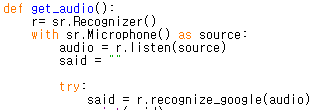 def get_audio():
    r= sr.Recognizer()
    with sr.Microphone() as source:
        audio = r.listen(source)
        said = ""

        try:
            said = r.recognize_google(audio)